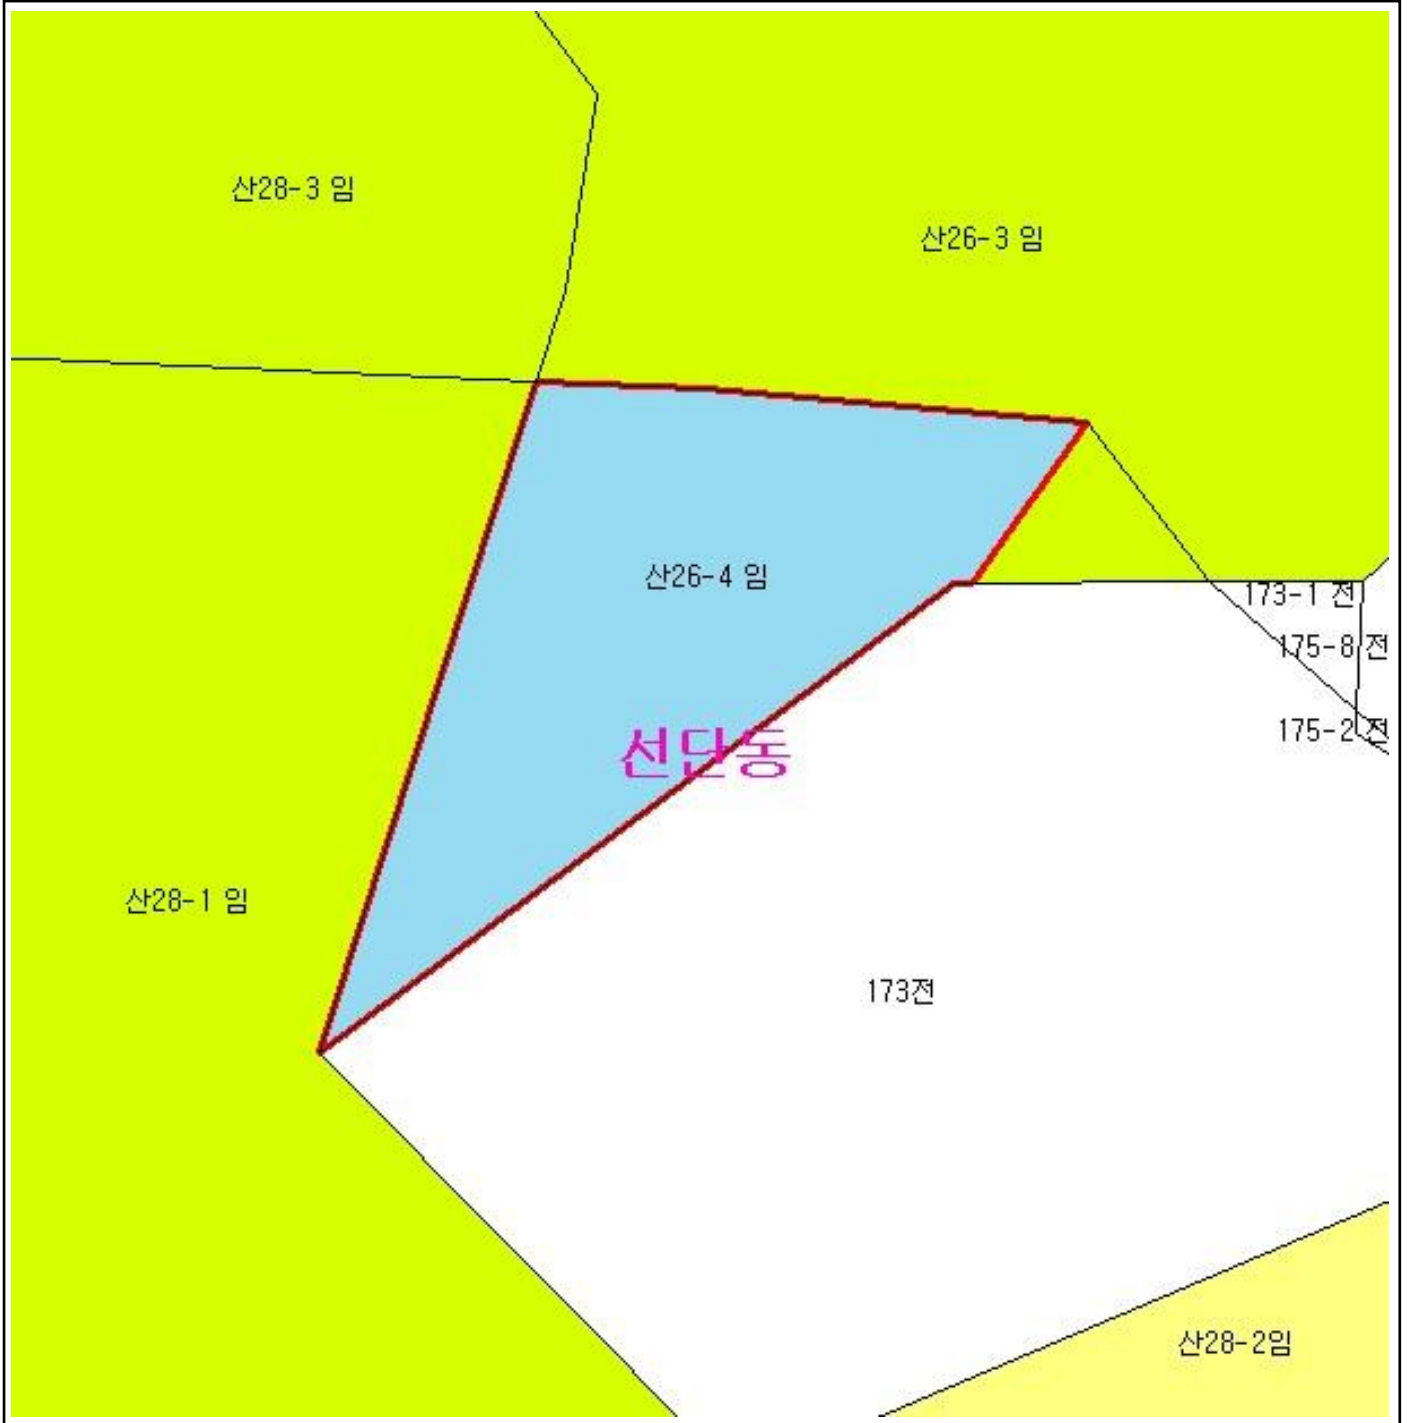 산28-3 임
산26-3 임
산26-4 임
173-1 전
175-8 전
175-2 전
선단동
산28-1 임
173전
산28-2임